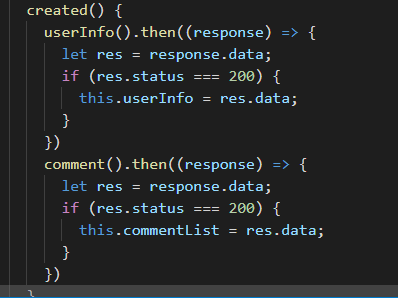 created() {
userInfo().then((response) => {
let res = response.data;
if (res.status === 200) {
this.userInfo = res.data;
}
})
comment().then((response) => {
let res = response.data;
if (res.status === 200) {
this.commentList = res.data;
}
})
}